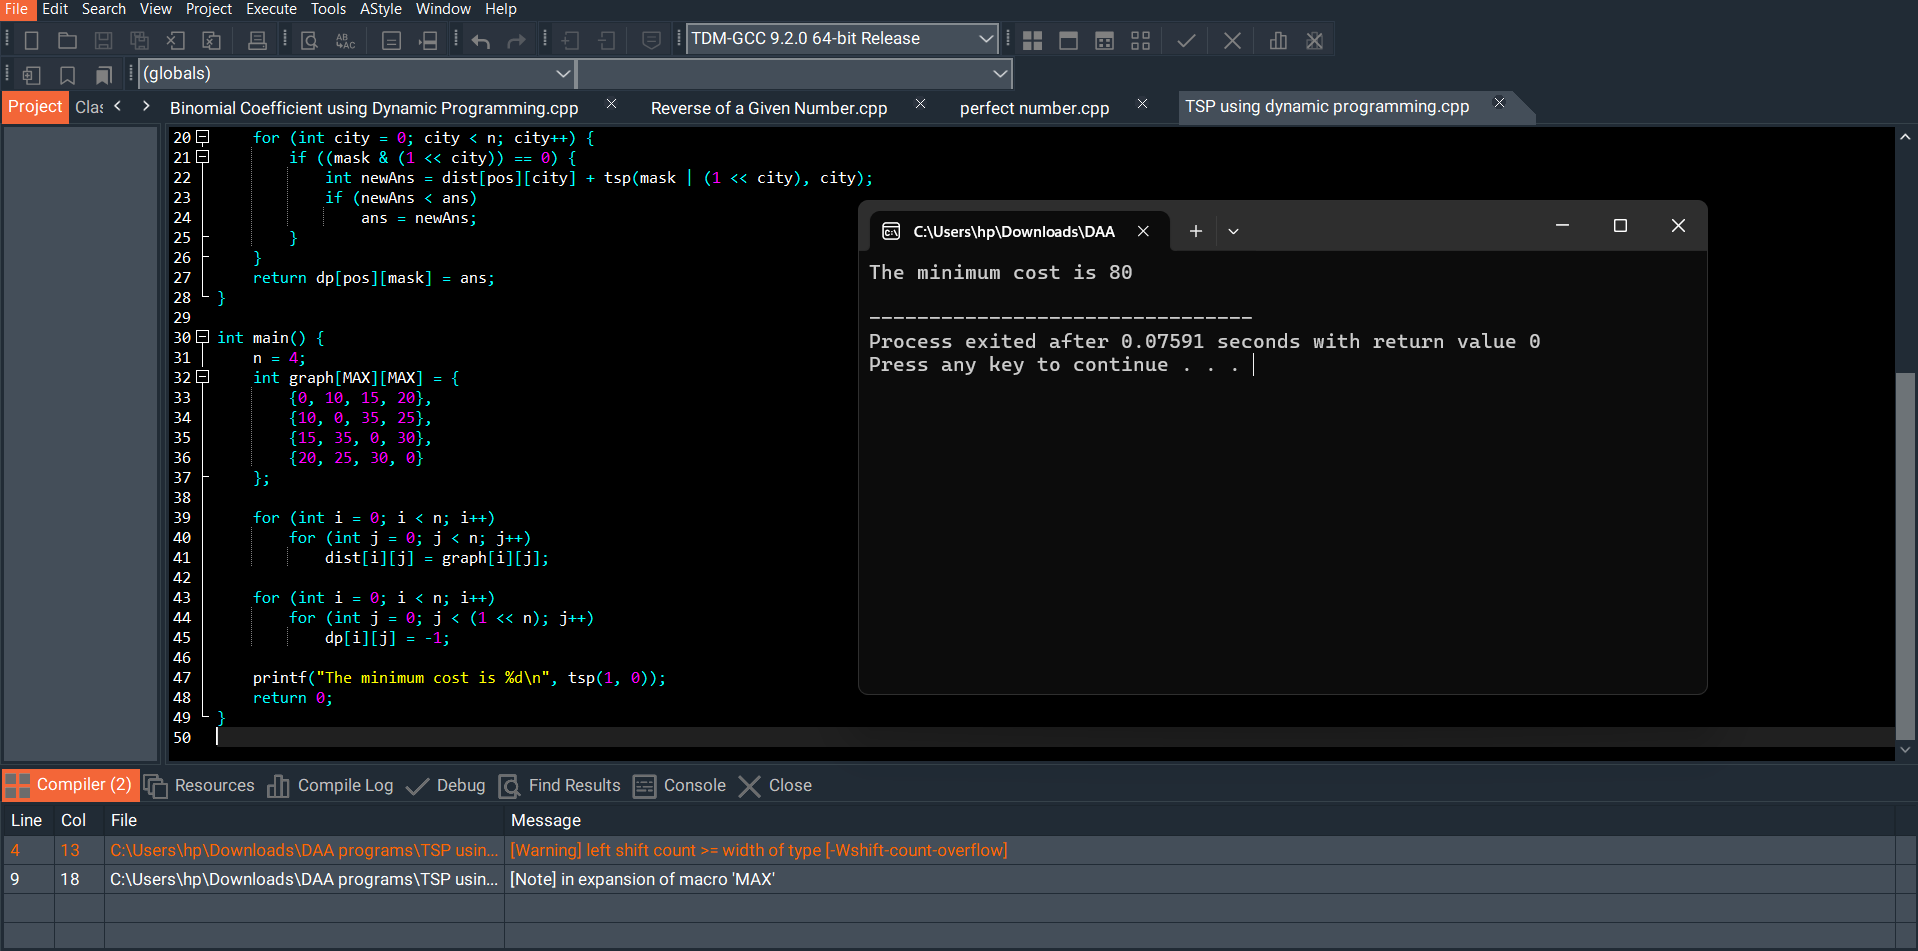 File Edit Search View Project Execute Tools AStyle Window Help
TDM-GCC 9.2.0 64-bit Release
(globals)
Project Clas Binomial Coefficient using Dynamic Programming.cpp Reverse of a Given Number.cpp perfect number.cpp TSP using dynamic programming.cpp
20 for (int city = 0; city < n; city++) {
21 if ((mask & (1 << city)) == 0) {
22 int newAns = dist[pos][city] + tsp(mask | (1 << city), city);
23 if (newAns < ans)
24 ans = newAns;
25 }
26 }
27 return dp[pos][mask] = ans;
28 }
29
30 int main() {
31 n = 4;
32 int graph[MAX][MAX] = {
33 {0, 10, 15, 20},
34 {10, 0, 35, 25},
35 {15, 35, 0, 30},
36 {20, 25, 30, 0}
37 };
38
39 for (int i = 0; i < n; i++)
40 for (int j = 0; j < n; j++)
41 dist[i][j] = graph[i][j];
42
43 for (int i = 0; i < n; i++)
44 for (int j = 0; j < (1 << n); j++)
45 dp[i][j] = -1;
46
47 printf("The minimum cost is %d\n", tsp(1, 0));
48 return 0;
49 }
50
C:\Users\hp\Downloads\DAA
The minimum cost is 80
--------------------------------
Process exited after 0.07591 seconds with return value 0
Press any key to continue . . .
Compiler (2) Resources Compile Log Debug Find Results Console Close
Line Col File Message
4 13 C:\Users\hp\Downloads\DAA programs\TSP usin... [Warning] left shift count >= width of type [-Wshift-count-overflow]
9 18 C:\Users\hp\Downloads\DAA programs\TSP usin... [Note] in expansion of macro 'MAX'